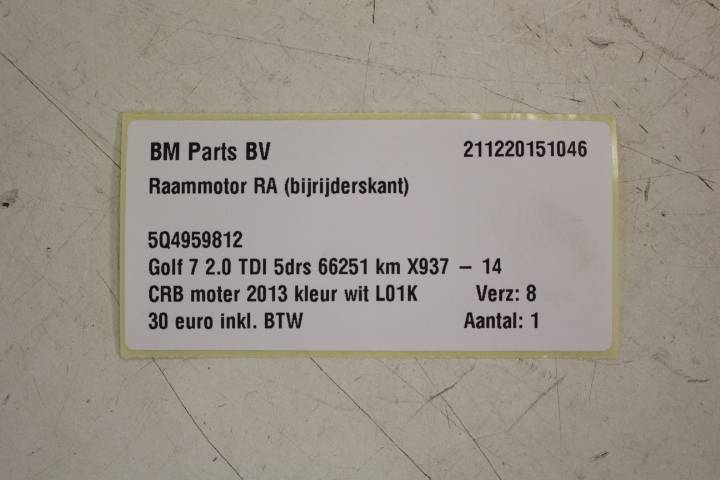 BM Parts BV 211220151046
Raammotor RA (bijrijderskant)
5Q4959812
Golf 7 2.0 TDI 5drs 66251 km X937 – 14
CRB moter 2013 kleur wit L01K Verz: 8
30 euro inkl. BTW Aantal: 1